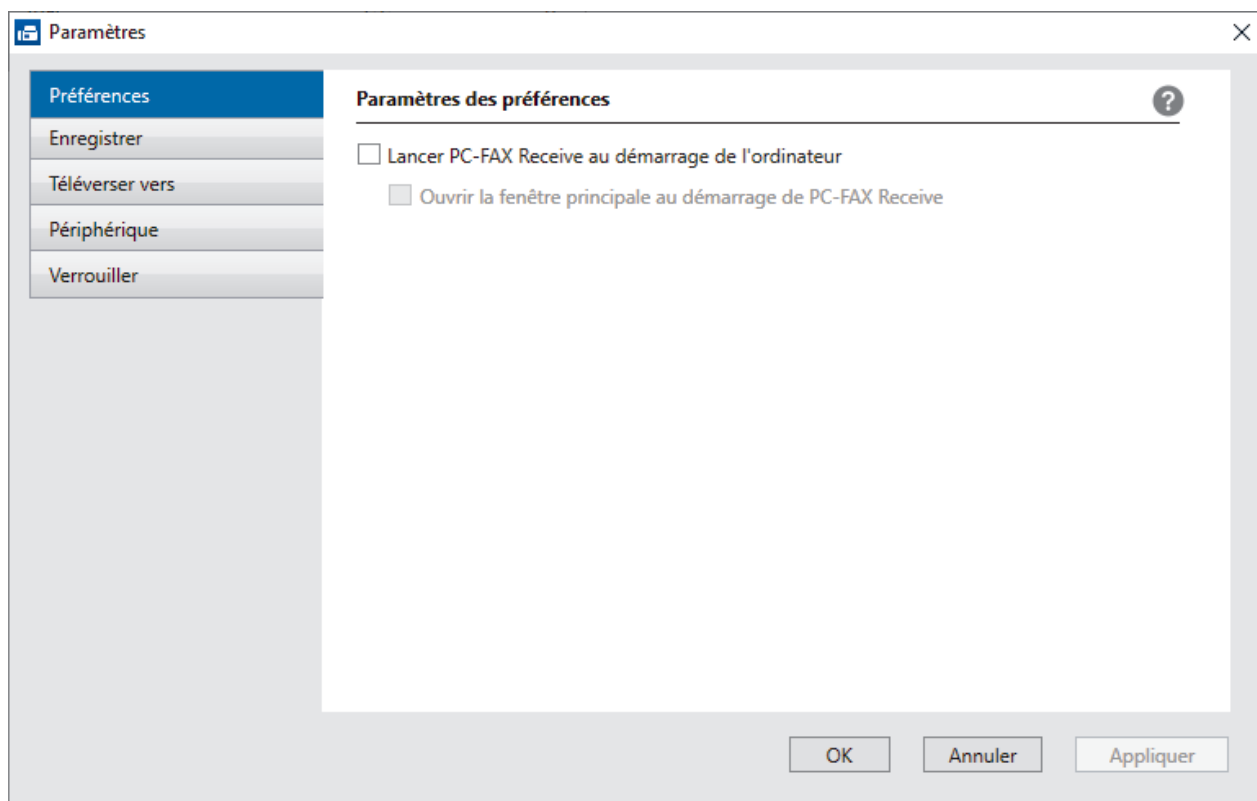 Paramètres
Préférences
Enregistrer
Téléverser vers
Périphérique
Verrouiller
Paramètres des préférences
?
Lancer PC-FAX Receive au démarrage de l'ordinateur
Ouvrir la fenêtre principale au démarrage de PC-FAX Receive
OK
Annuler
Appliquer